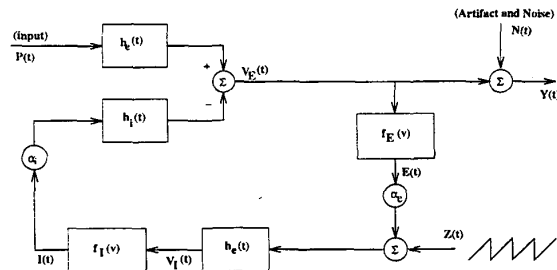 (Artifact and Noise)
(input)
P(t)
h_e(t)
N(t)
+
Σ
V_E(t)
Σ
Y(t)
−
h_i(t)
f_E(v)
α_i
E(t)
α_e
Z(t)
I(t)
f_I(v)
V_I(t)
h_e(t)
Σ